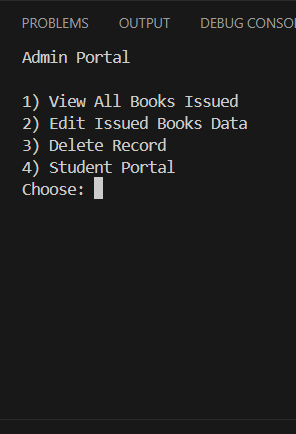 PROBLEMS OUTPUT DEBUG CONSO
Admin Portal
1) View All Books Issued
2) Edit Issued Books Data
3) Delete Record
4) Student Portal
Choose: